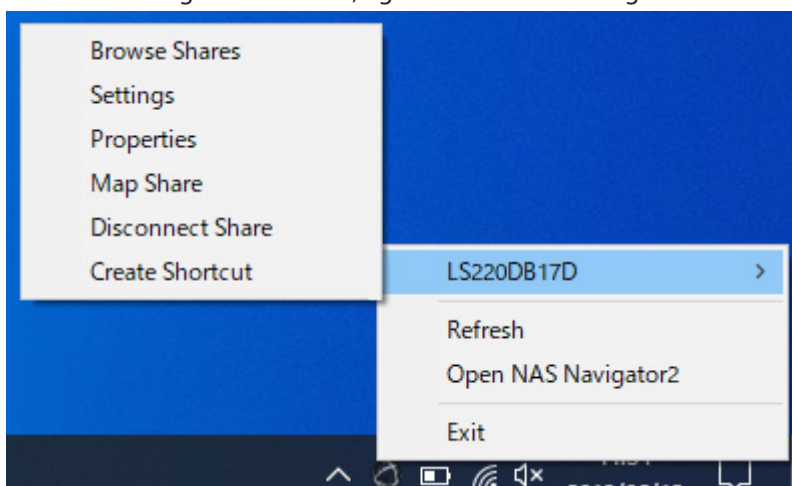 Browse Shares
Settings
Properties
Map Share
Disconnect Share
Create Shortcut
LS220DB17D
Refresh
Open NAS Navigator2
Exit